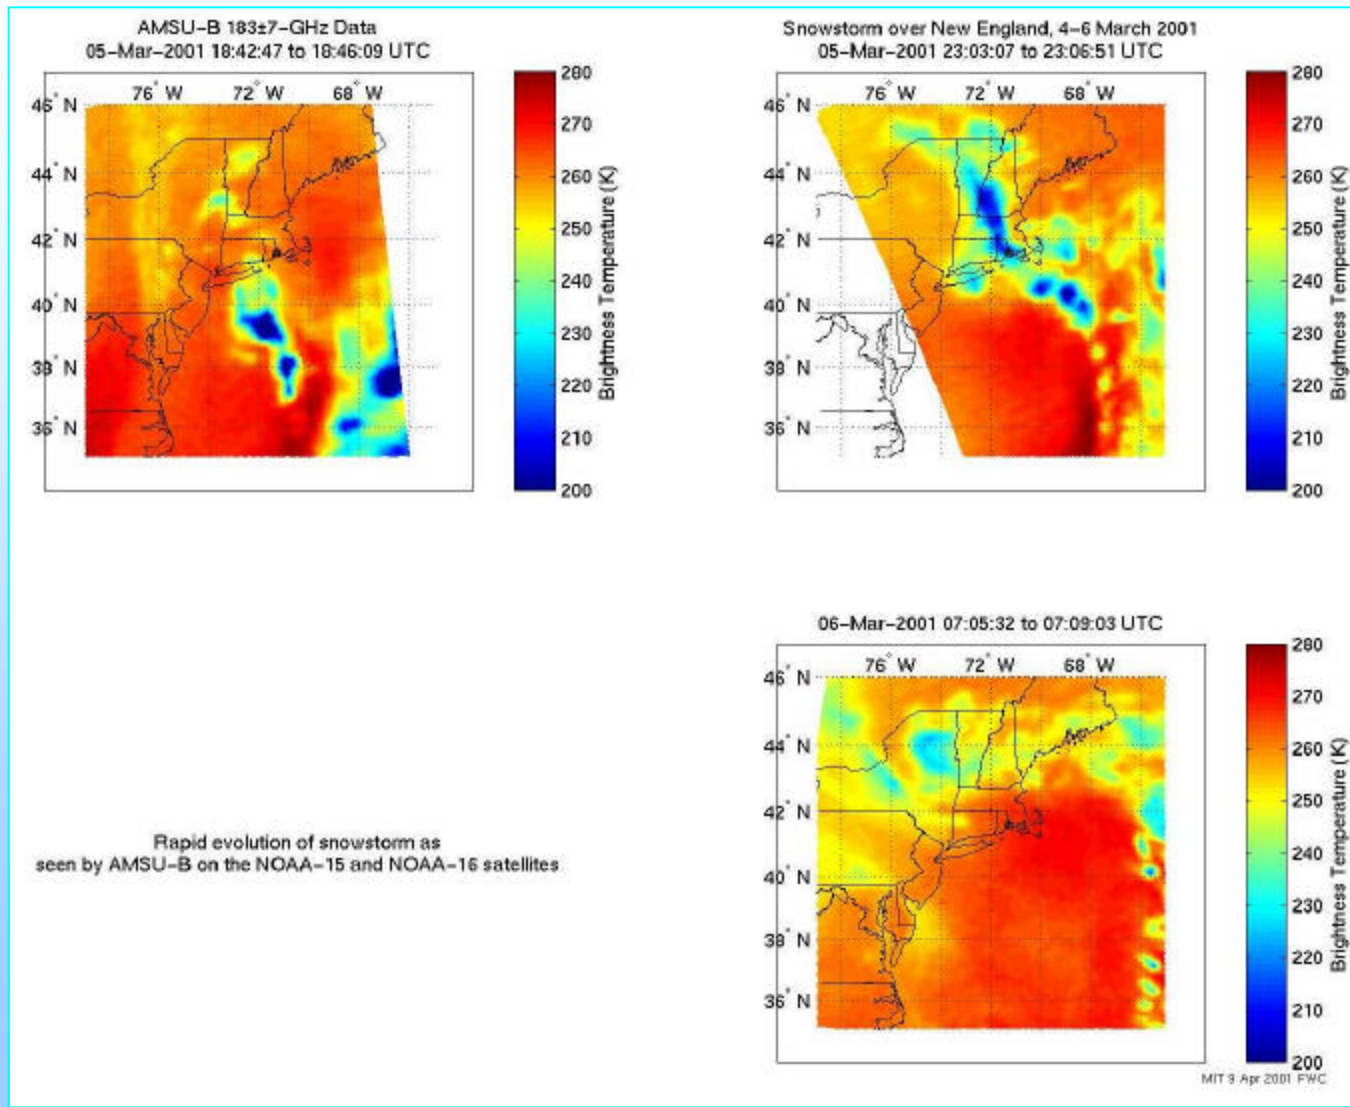 AMSU-B 183±7-GHz Data
05-Mar-2001 18:42:47 to 18:46:09 UTC
76° W 72° W 68° W
46° N
44° N
42° N
40° N
38° N
36° N
280
270
260
250
240
230
220
210
200
Brightness Temperature (K)
Snowstorm over New England, 4-6 March 2001
05-Mar-2001 23:03:07 to 23:06:51 UTC
76° W 72° W 68° W
46° N
44° N
42° N
40° N
38° N
36° N
280
270
260
250
240
230
220
210
200
Brightness Temperature (K)
Rapid evolution of snowstorm as
seen by AMSU-B on the NOAA-15 and NOAA-16 satellites
06-Mar-2001 07:05:32 to 07:09:03 UTC
76° W 72° W 68° W
46° N
44° N
42° N
40° N
38° N
36° N
280
270
260
250
240
230
220
210
200
Brightness Temperature (K)
MIT 9 Apr 2001 FWC